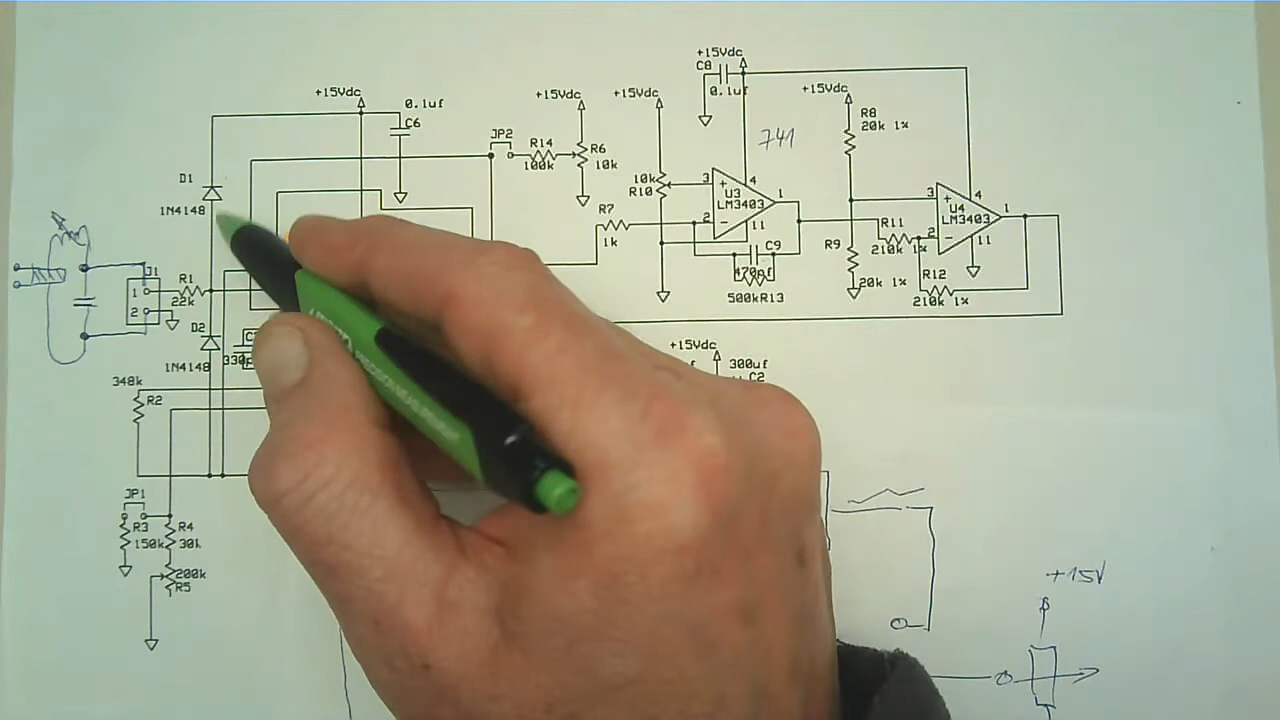 +15Vdc
C8
0.1uf
+15Vdc
0.1uf
C6
+15Vdc
+15Vdc
+15Vdc
R8
20k 1%
JP2
R14
100k
R6
10k
741
D1
1N4148
10k
R10
3
+
4
U3
LM3403
1
2
-
11
R7
1k
3
+
4
U4
LM3403
1
2
-
11
R11
210k 1%
R9
20k 1%
C9
470pf
500k
R13
R12
210k 1%
J1
1
2
R1
22k
D2
1N4148
+15Vdc
300uf
C2
348k
R2
JP1
R3
150k
R4
200k
R5
+15V